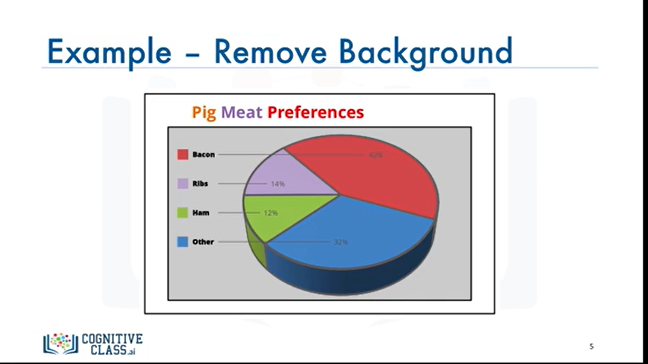 Example – Remove Background
Pig Meat Preferences
Bacon
Ribs
14%
Ham
12%
Other
32%
COGNITIVE
CLASS.ai
5